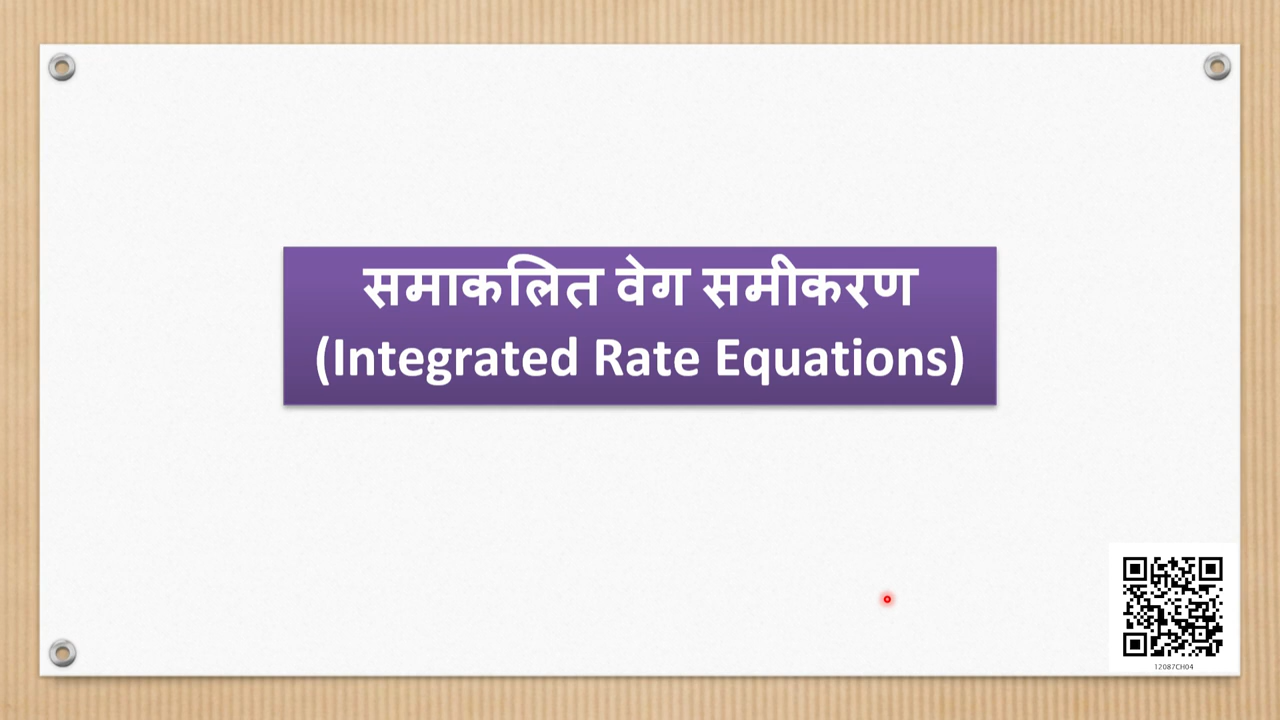 समाकलित वेग समीकरण
(Integrated Rate Equations)
12087CH04